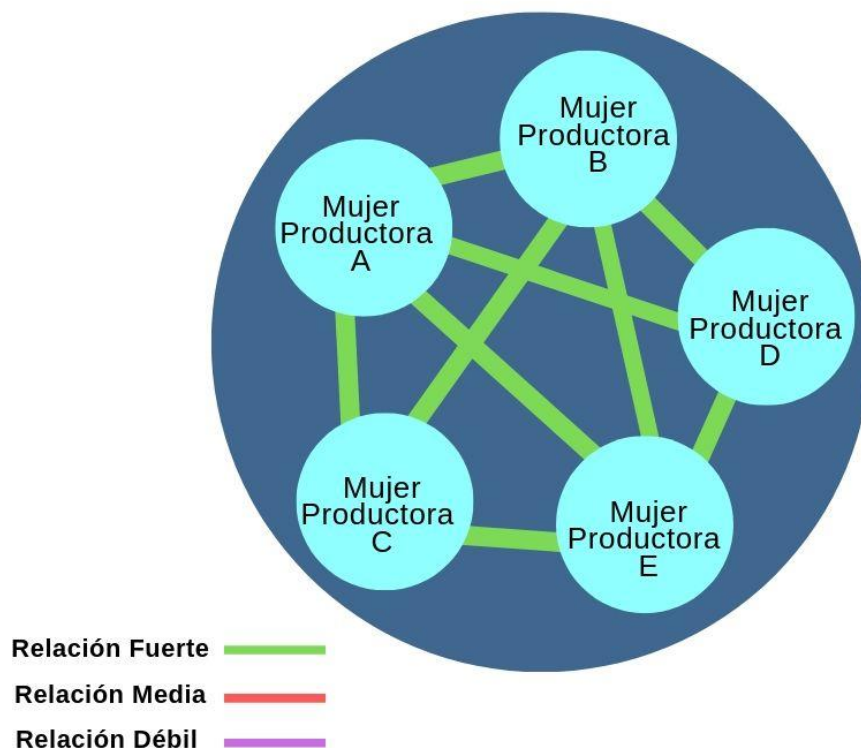 Mujer
Productora
B
Mujer
Productora
A
Mujer
Productora
D
Mujer
Productora
C
Mujer
Productora
E
Relación Fuerte
Relación Media
Relación Débil